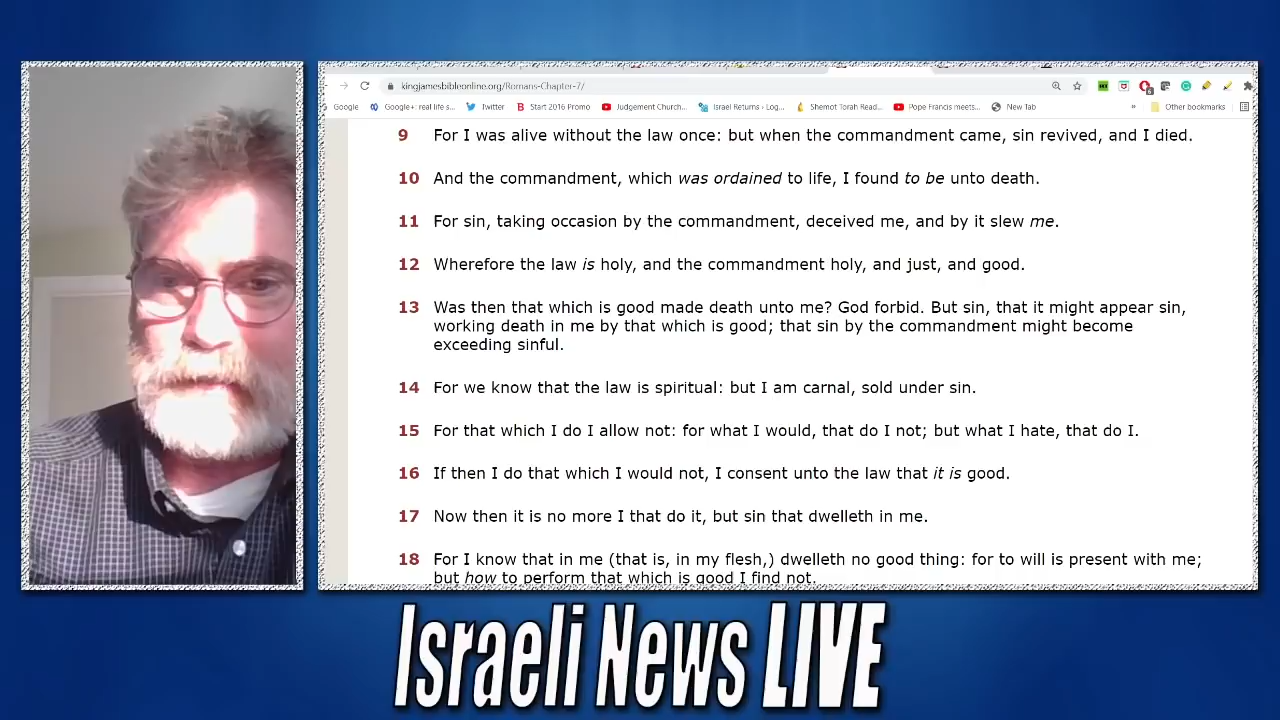 kingjamesbibleonline.org/Romans-Chapter-7/
Google Google+: real life s... Twitter Start 2016 Promo Judgement Church... Israel Returns › Log... Shemot Torah Read... Pope Francis meets... New Tab » Other bookmarks
9 For I was alive without the law once: but when the commandment came, sin revived, and I died.
10 And the commandment, which was ordained to life, I found to be unto death.
11 For sin, taking occasion by the commandment, deceived me, and by it slew me.
12 Wherefore the law is holy, and the commandment holy, and just, and good.
13 Was then that which is good made death unto me? God forbid. But sin, that it might appear sin,
working death in me by that which is good; that sin by the commandment might become
exceeding sinful.
14 For we know that the law is spiritual: but I am carnal, sold under sin.
15 For that which I do I allow not: for what I would, that do I not; but what I hate, that do I.
16 If then I do that which I would not, I consent unto the law that it is good.
17 Now then it is no more I that do it, but sin that dwelleth in me.
18 For I know that in me (that is, in my flesh,) dwelleth no good thing: for to will is present with me;
but how to perform that which is good I find not.
Israeli News LIVE